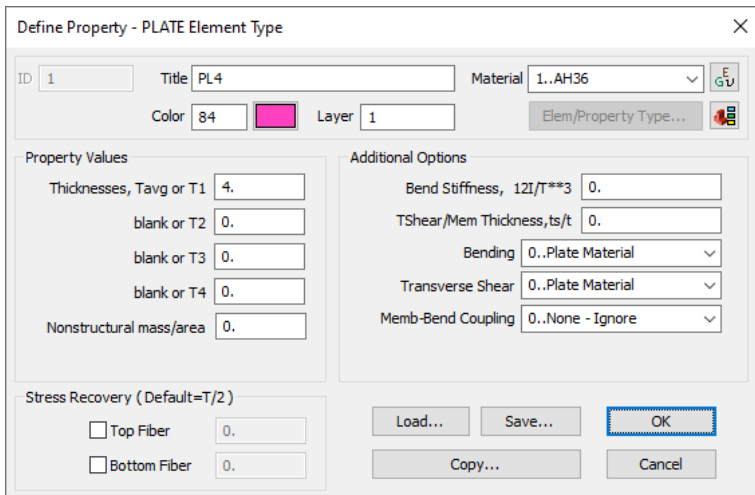 Define Property - PLATE Element Type
ID 1 Title PL4 Material 1..AH36 G E ν
Color 84 Layer 1 Elem/Property Type...
Property Values
Thicknesses, Tavg or T1 4.
blank or T2 0.
blank or T3 0.
blank or T4 0.
Nonstructural mass/area 0.
Additional Options
Bend Stiffness, 12I/T**3 0.
TShear/Mem Thickness,ts/t 0.
Bending 0..Plate Material
Transverse Shear 0..Plate Material
Memb-Bend Coupling 0..None - Ignore
Stress Recovery ( Default=T/2 )
Top Fiber 0.
Bottom Fiber 0.
Load... Save... OK
Copy... Cancel